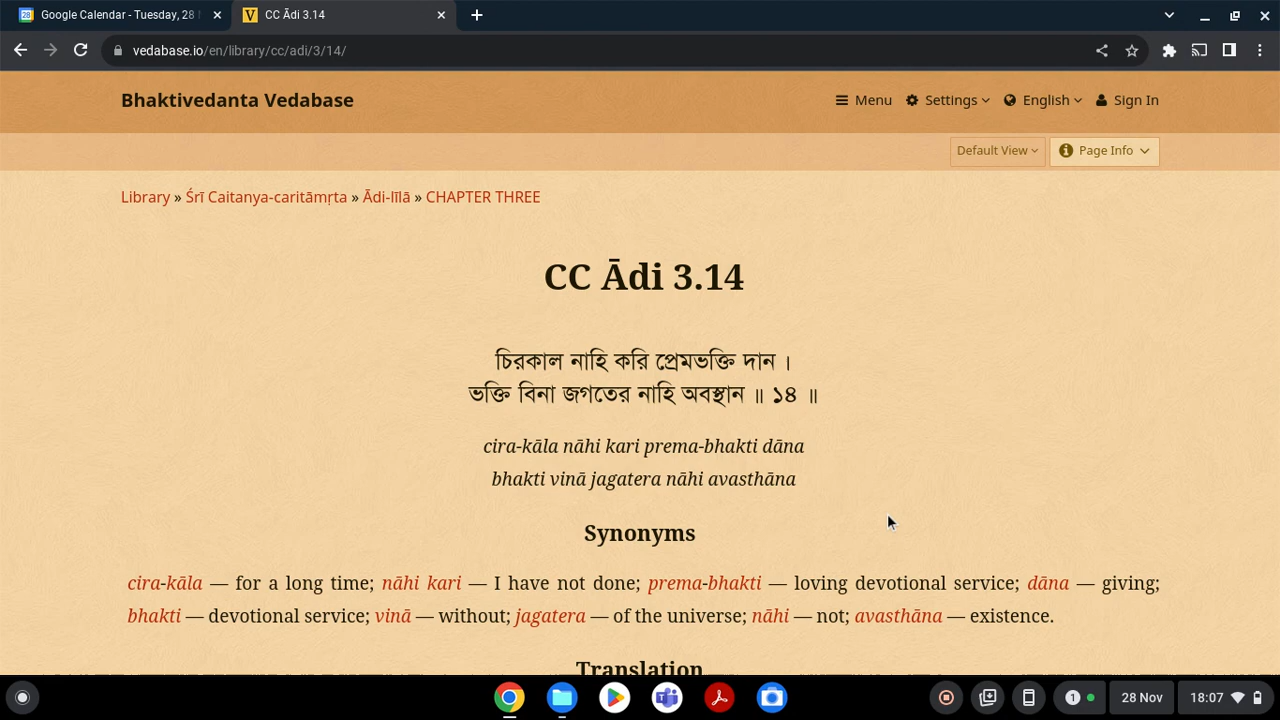 Google Calendar - Tuesday, 28
CC Ādi 3.14
vedabase.io/en/library/cc/adi/3/14/
Bhaktivedanta Vedabase
Menu
Settings
English
Sign In
Default View
Page Info
Library » Śrī Caitanya-caritāmṛta » Ādi-līlā » CHAPTER THREE
CC Ādi 3.14
চিরকাল নাহি করি প্রেমভক্তি দান ।
ভক্তি বিনা জগতের নাহি অবস্থান ॥ ১৪ ॥
cira-kāla nāhi kari prema-bhakti dāna
bhakti vinā jagatera nāhi avasthāna
Synonyms
cira-kāla — for a long time; nāhi kari — I have not done; prema-bhakti — loving devotional service; dāna — giving;
bhakti — devotional service; vinā — without; jagatera — of the universe; nāhi — not; avasthāna — existence.
Translation
1
28 Nov
18:07